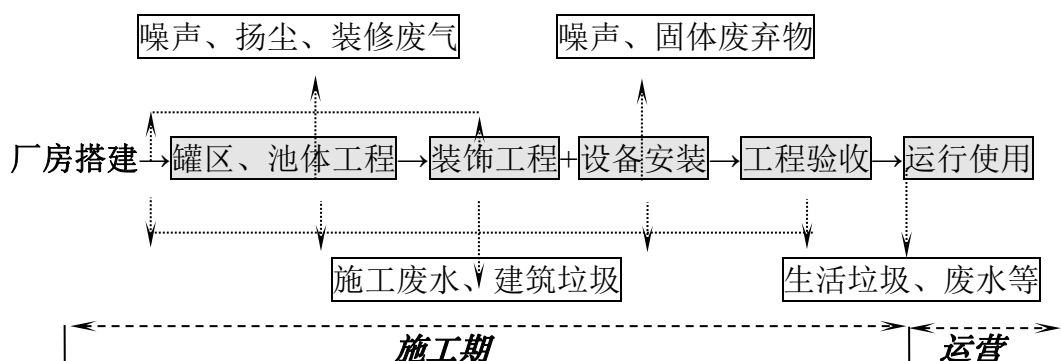 噪声、扬尘、装修废气 噪声、固体废弃物
厂房搭建→罐区、池体工程→装饰工程+设备安装→工程验收→运行使用
施工废水、建筑垃圾 生活垃圾、废水等
施工期 运营